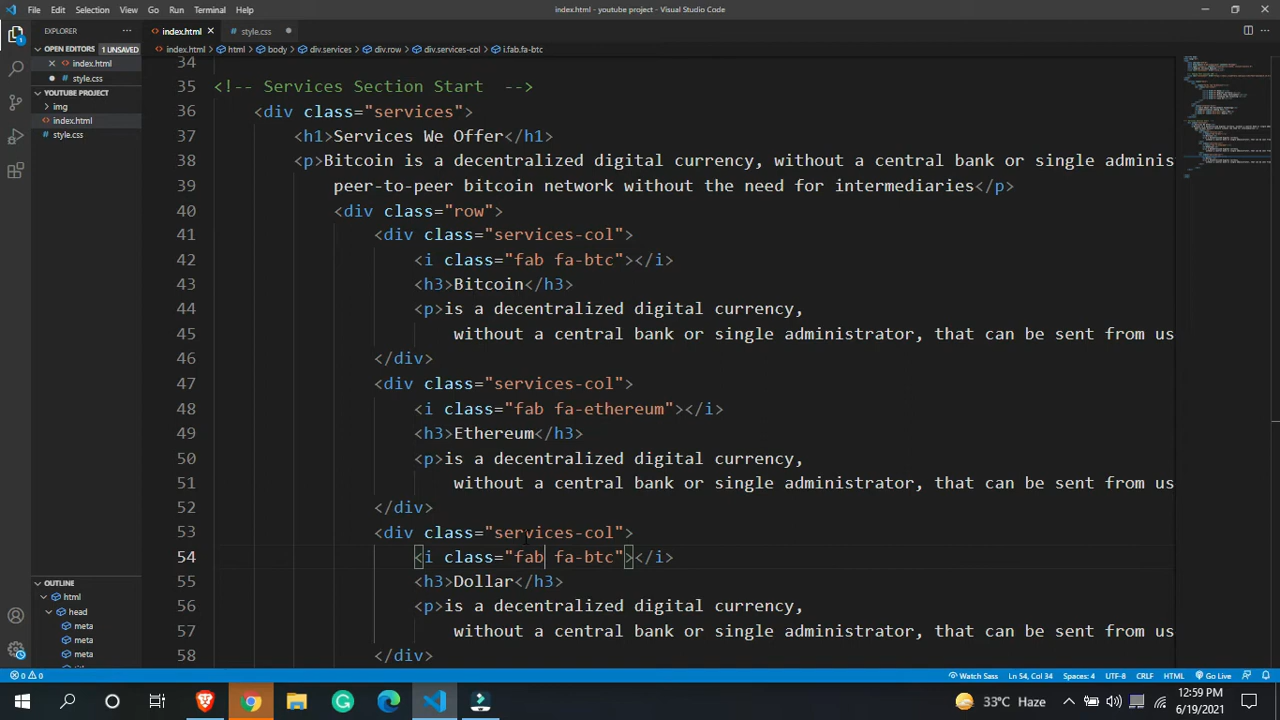 File Edit Selection View Go Run Terminal Help
index.html - youtube project - Visual Studio Code
EXPLORER
OPEN EDITORS 1 UNSAVED
index.html
style.css
YOUTUBE PROJECT
img
index.html
style.css
OUTLINE
html
head
meta
meta
meta
index.html style.css
index.html > html > body > div.services > div.row > div.services-col > i.fab.fa-btc
34
35 <!-- Services Section Start -->
36 <div class="services">
37 <h1>Services We Offer</h1>
38 <p>Bitcoin is a decentralized digital currency, without a central bank or single adminis
39 peer-to-peer bitcoin network without the need for intermediaries</p>
40 <div class="row">
41 <div class="services-col">
42 <i class="fab fa-btc"></i>
43 <h3>Bitcoin</h3>
44 <p>is a decentralized digital currency,
45 without a central bank or single administrator, that can be sent from us
46 </div>
47 <div class="services-col">
48 <i class="fab fa-ethereum"></i>
49 <h3>Ethereum</h3>
50 <p>is a decentralized digital currency,
51 without a central bank or single administrator, that can be sent from us
52 </div>
53 <div class="services-col">
54 <i class="fab fa-btc"></i>
55 <h3>Dollar</h3>
56 <p>is a decentralized digital currency,
57 without a central bank or single administrator, that can be sent from us
58 </div>
0 0 Watch Sass Ln 54, Col 34 Spaces: 4 UTF-8 CRLF HTML Go Live
33°C Haze
12:59 PM
6/19/2021